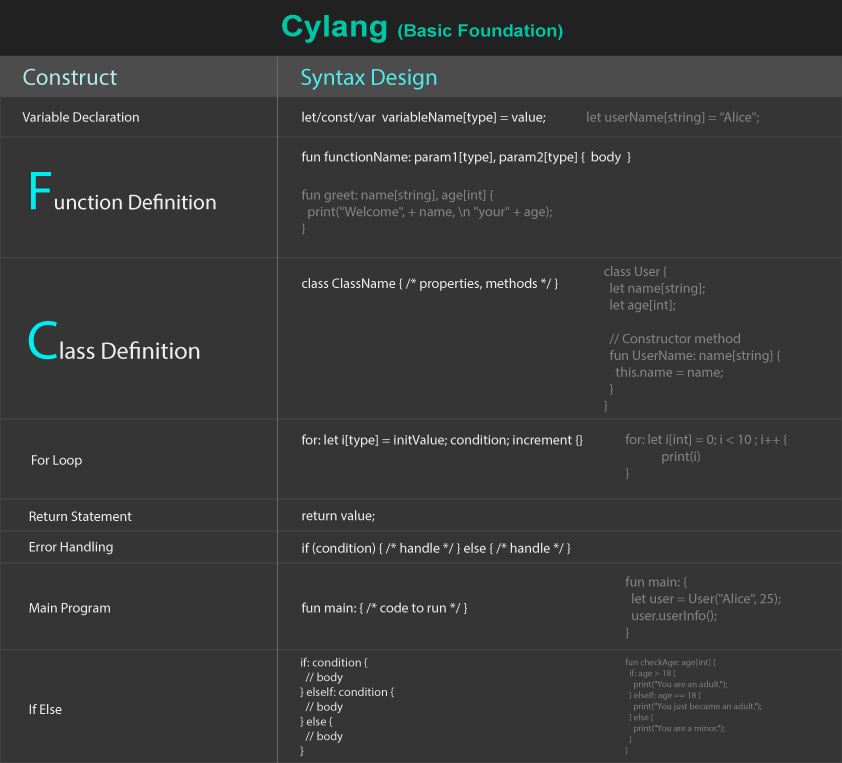 Cylang (Basic Foundation)
Construct
Syntax Design
Variable Declaration
let/const/var variableName[type] = value;
let userName[string] = "Alice";
Function Definition
fun functionName: param1[type], param2[type] { body }
fun greet: name[string], age[int] {
print("Welcome", + name, \n "your" + age);
}
Class Definition
class ClassName { /* properties, methods */ }
class User {
let name[string];
let age[int];
// Constructor method
fun UserName: name[string] {
this.name = name;
}
}
For Loop
for: let i[type] = initValue; condition; increment {}
for: let i[int] = 0; i < 10 ; i++ {
print(i)
}
Return Statement
return value;
Error Handling
if (condition) { /* handle */ } else { /* handle */ }
Main Program
fun main: { /* code to run */ }
fun main: {
let user = User("Alice", 25);
user.userInfo();
}
If Else
if: condition {
// body
} elseIf: condition {
// body
} else {
// body
}
fun checkAge: age[int] {
if: age > 18 {
print("You are an adult.");
} elseIf: age == 18 {
print("You just became an adult.");
} else {
print("You are a minor.");
}
}